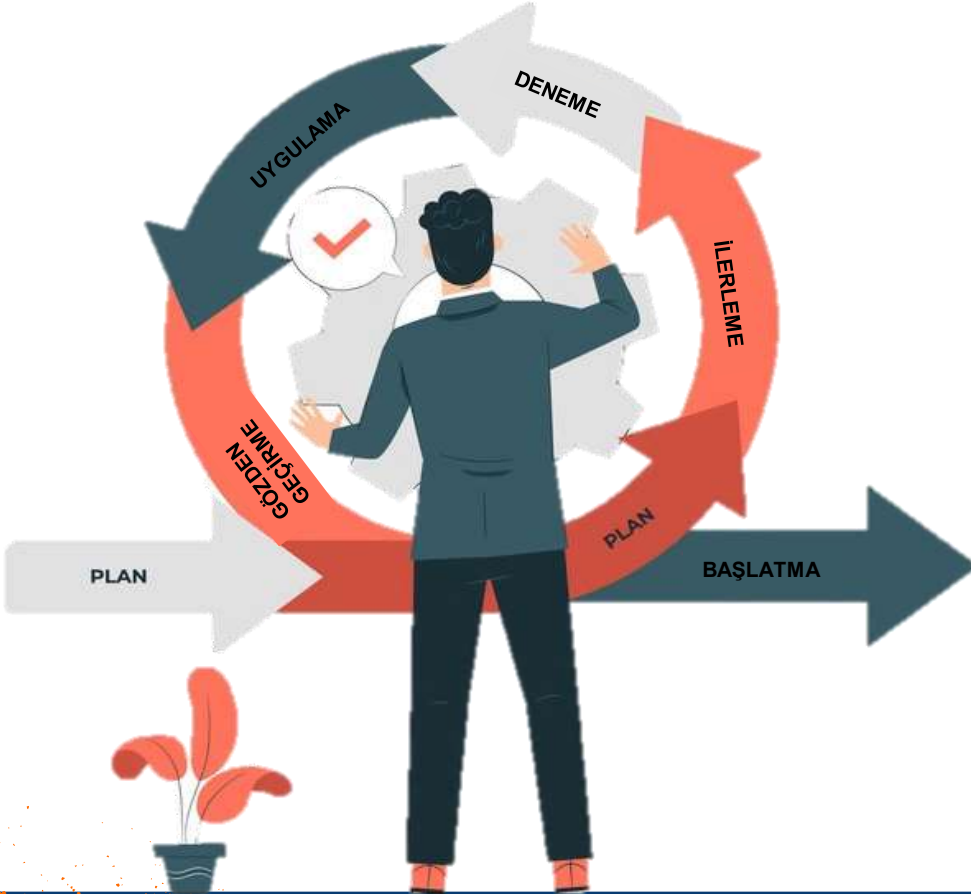 DENEME
UYGULAMA
İLERLEME
GÖZDEN
GEÇİRME
PLAN
PLAN
BAŞLATMA